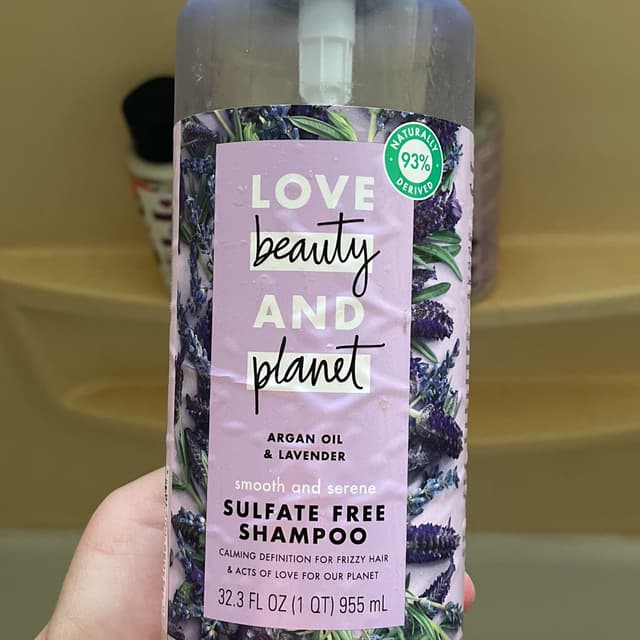 NATURALLY
93%
DERIVED
LOVE
beauty
AND
planet
ARGAN OIL
& LAVENDER
smooth and serene
SULFATE FREE
SHAMPOO
CALMING DEFINITION FOR FRIZZY HAIR
& ACTS OF LOVE FOR OUR PLANET
32.3 FL OZ (1 QT) 955 mL